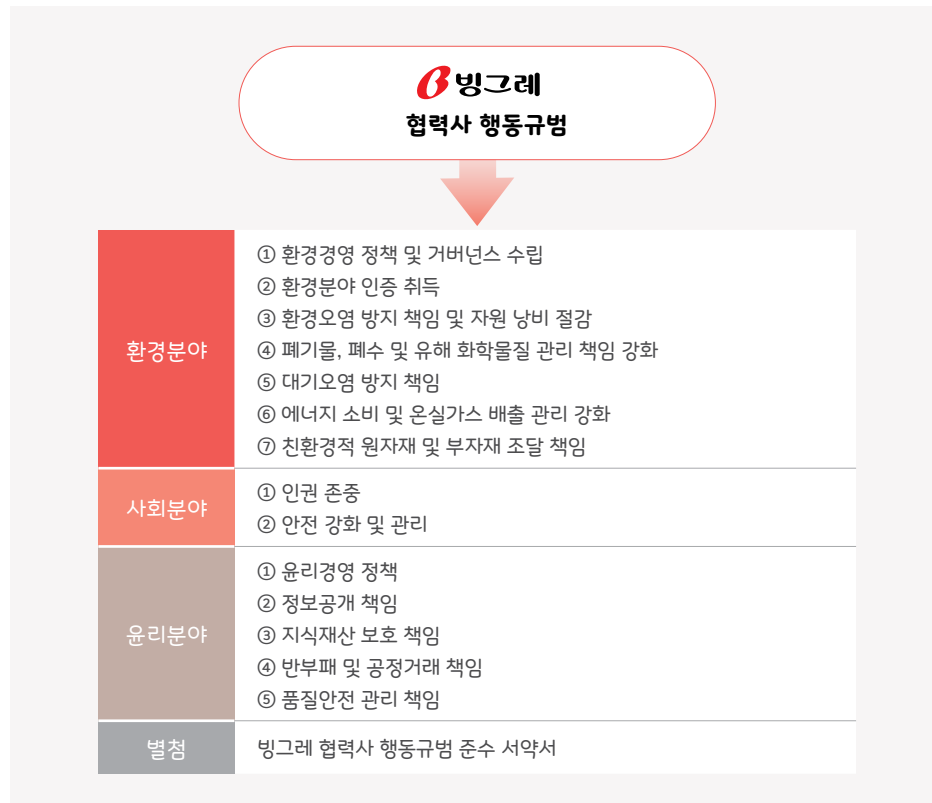 빙그레
협력사 행동규범
환경분야
① 환경경영 정책 및 거버넌스 수립
② 환경분야 인증 취득
③ 환경오염 방지 책임 및 자원 낭비 절감
④ 폐기물, 폐수 및 유해 화학물질 관리 책임 강화
⑤ 대기오염 방지 책임
⑥ 에너지 소비 및 온실가스 배출 관리 강화
⑦ 친환경적 원자재 및 부자재 조달 책임
사회분야
① 인권 존중
② 안전 강화 및 관리
윤리분야
① 윤리경영 정책
② 정보공개 책임
③ 지식재산 보호 책임
④ 반부패 및 공정거래 책임
⑤ 품질안전 관리 책임
별첨
빙그레 협력사 행동규범 준수 서약서